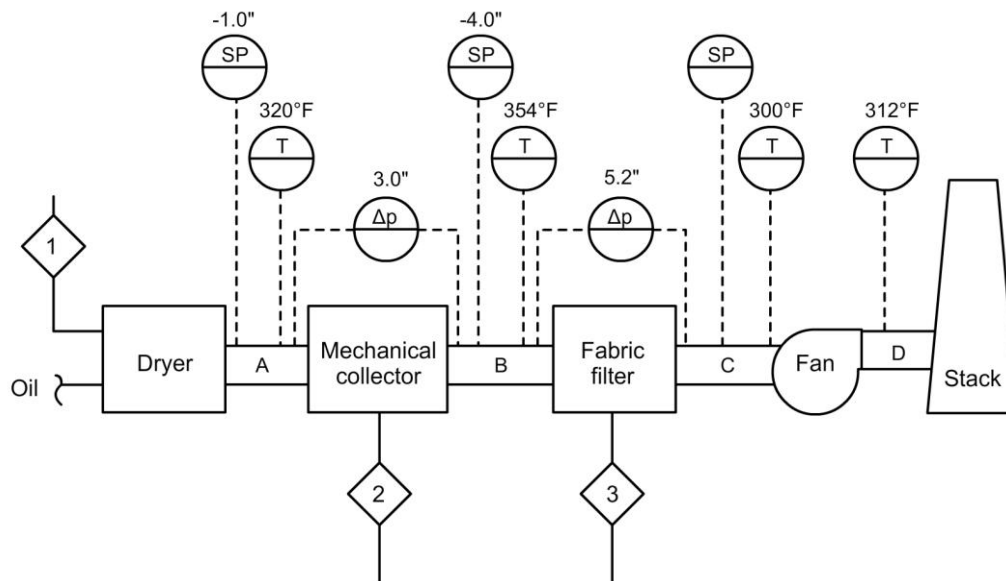 -1.0"
-4.0"
SP
SP
SP
320°F
354°F
300°F
312°F
T
T
T
T
3.0"
5.2"
Δp
Δp
1
Dryer
A
Mechanical
collector
B
Fabric
filter
C
Fan
D
Stack
Oil
2
3